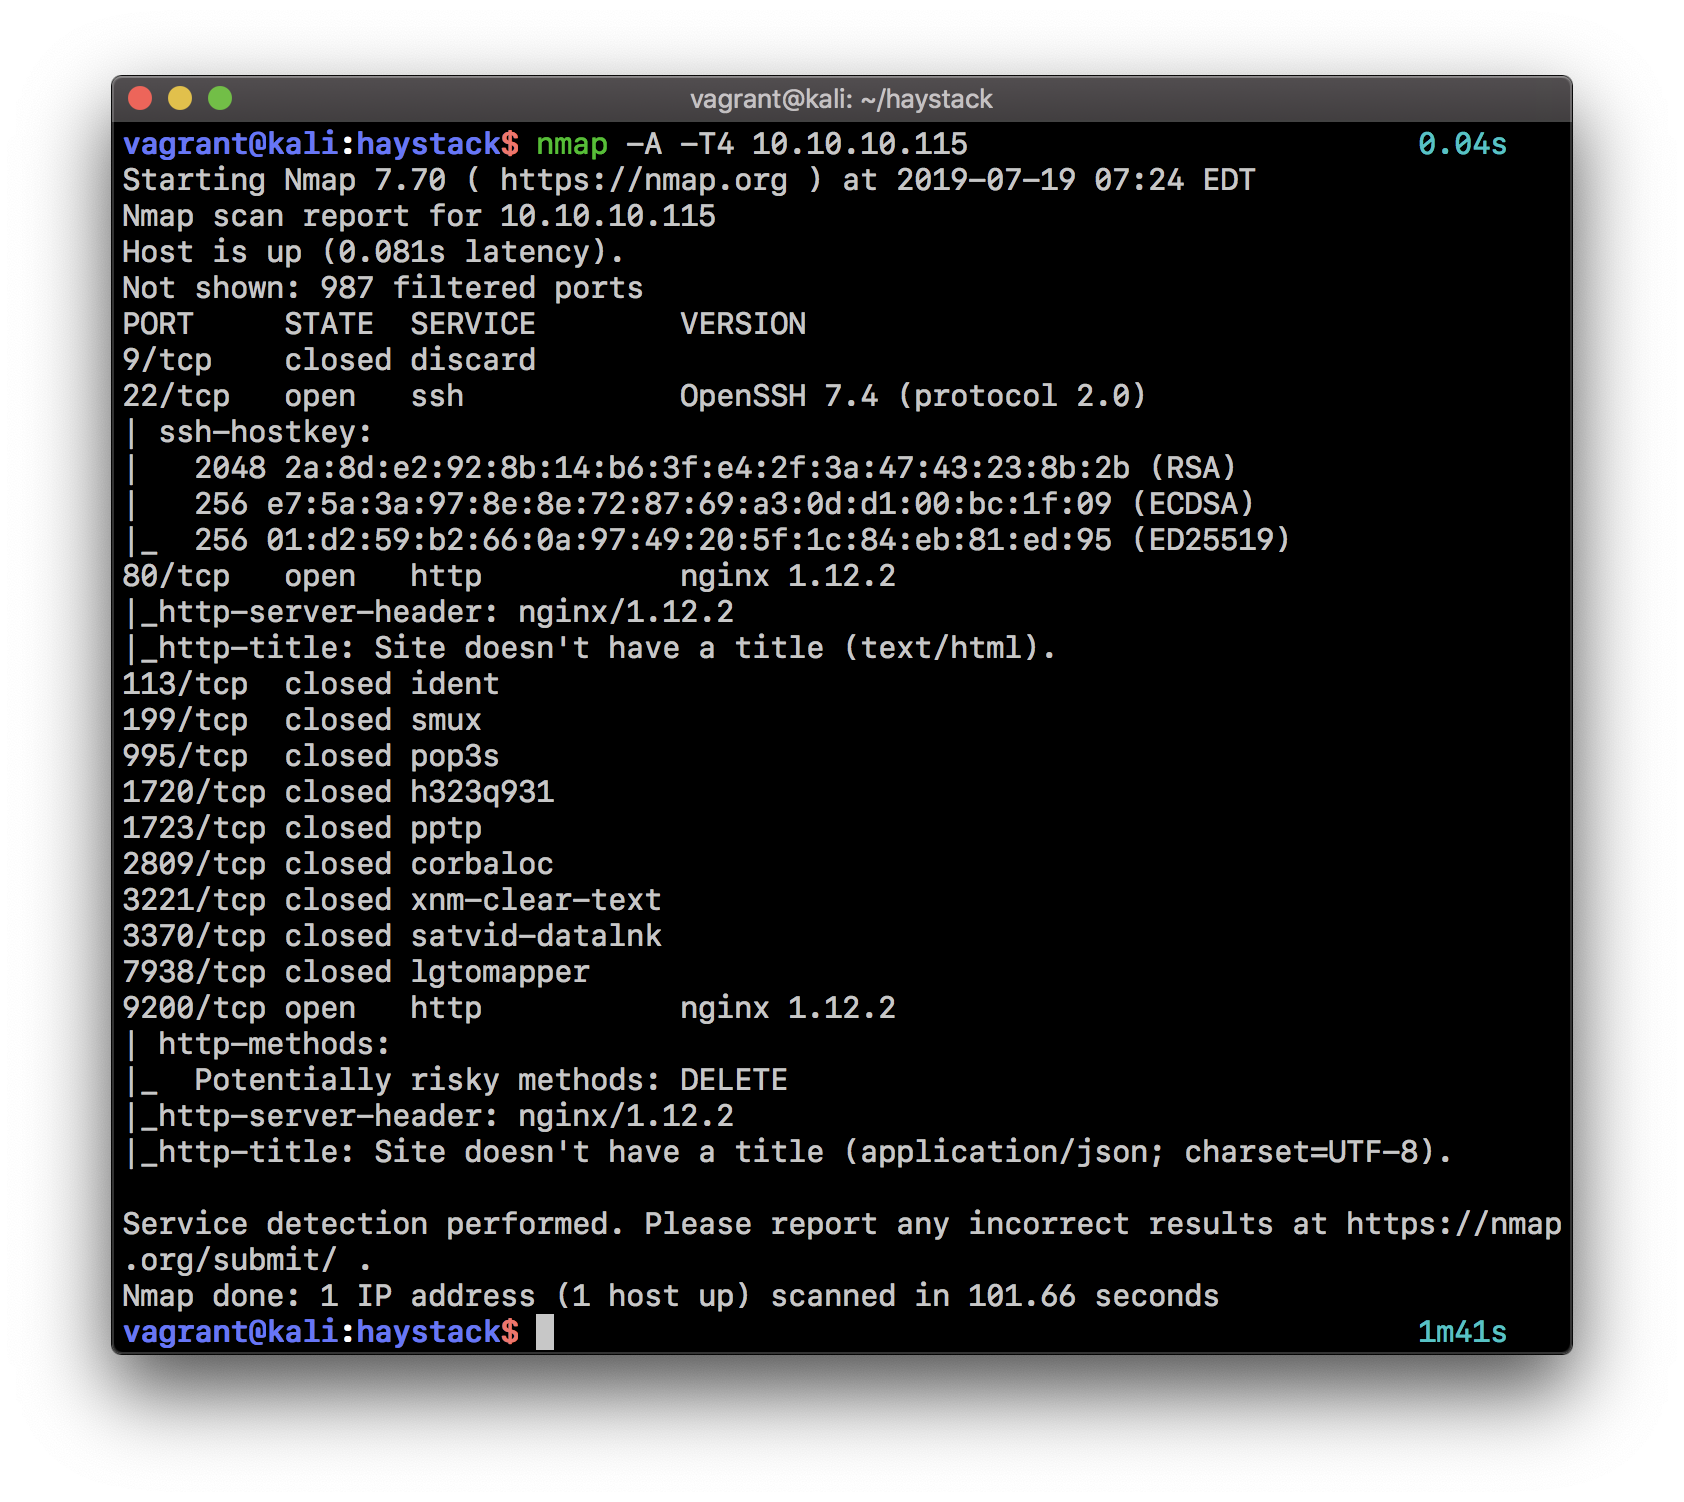 vagrant@kali: ~/haystack
vagrant@kali:haystack$ nmap -A -T4 10.10.10.115 0.04s
Starting Nmap 7.70 ( https://nmap.org ) at 2019-07-19 07:24 EDT
Nmap scan report for 10.10.10.115
Host is up (0.081s latency).
Not shown: 987 filtered ports
PORT     STATE  SERVICE        VERSION
9/tcp    closed discard
22/tcp   open   ssh            OpenSSH 7.4 (protocol 2.0)
| ssh-hostkey:
|   2048 2a:8d:e2:92:8b:14:b6:3f:e4:2f:3a:47:43:23:8b:2b (RSA)
|   256 e7:5a:3a:97:8e:8e:72:87:69:a3:0d:d1:00:bc:1f:09 (ECDSA)
|_  256 01:d2:59:b2:66:0a:97:49:20:5f:1c:84:eb:81:ed:95 (ED25519)
80/tcp   open   http           nginx 1.12.2
|_http-server-header: nginx/1.12.2
|_http-title: Site doesn't have a title (text/html).
113/tcp  closed ident
199/tcp  closed smux
995/tcp  closed pop3s
1720/tcp closed h323q931
1723/tcp closed pptp
2809/tcp closed corbaloc
3221/tcp closed xnm-clear-text
3370/tcp closed satvid-datalnk
7938/tcp closed lgtomapper
9200/tcp open   http           nginx 1.12.2
| http-methods:
|_  Potentially risky methods: DELETE
|_http-server-header: nginx/1.12.2
|_http-title: Site doesn't have a title (application/json; charset=UTF-8).
Service detection performed. Please report any incorrect results at https://nmap
.org/submit/ .
Nmap done: 1 IP address (1 host up) scanned in 101.66 seconds
vagrant@kali:haystack$ 1m41s